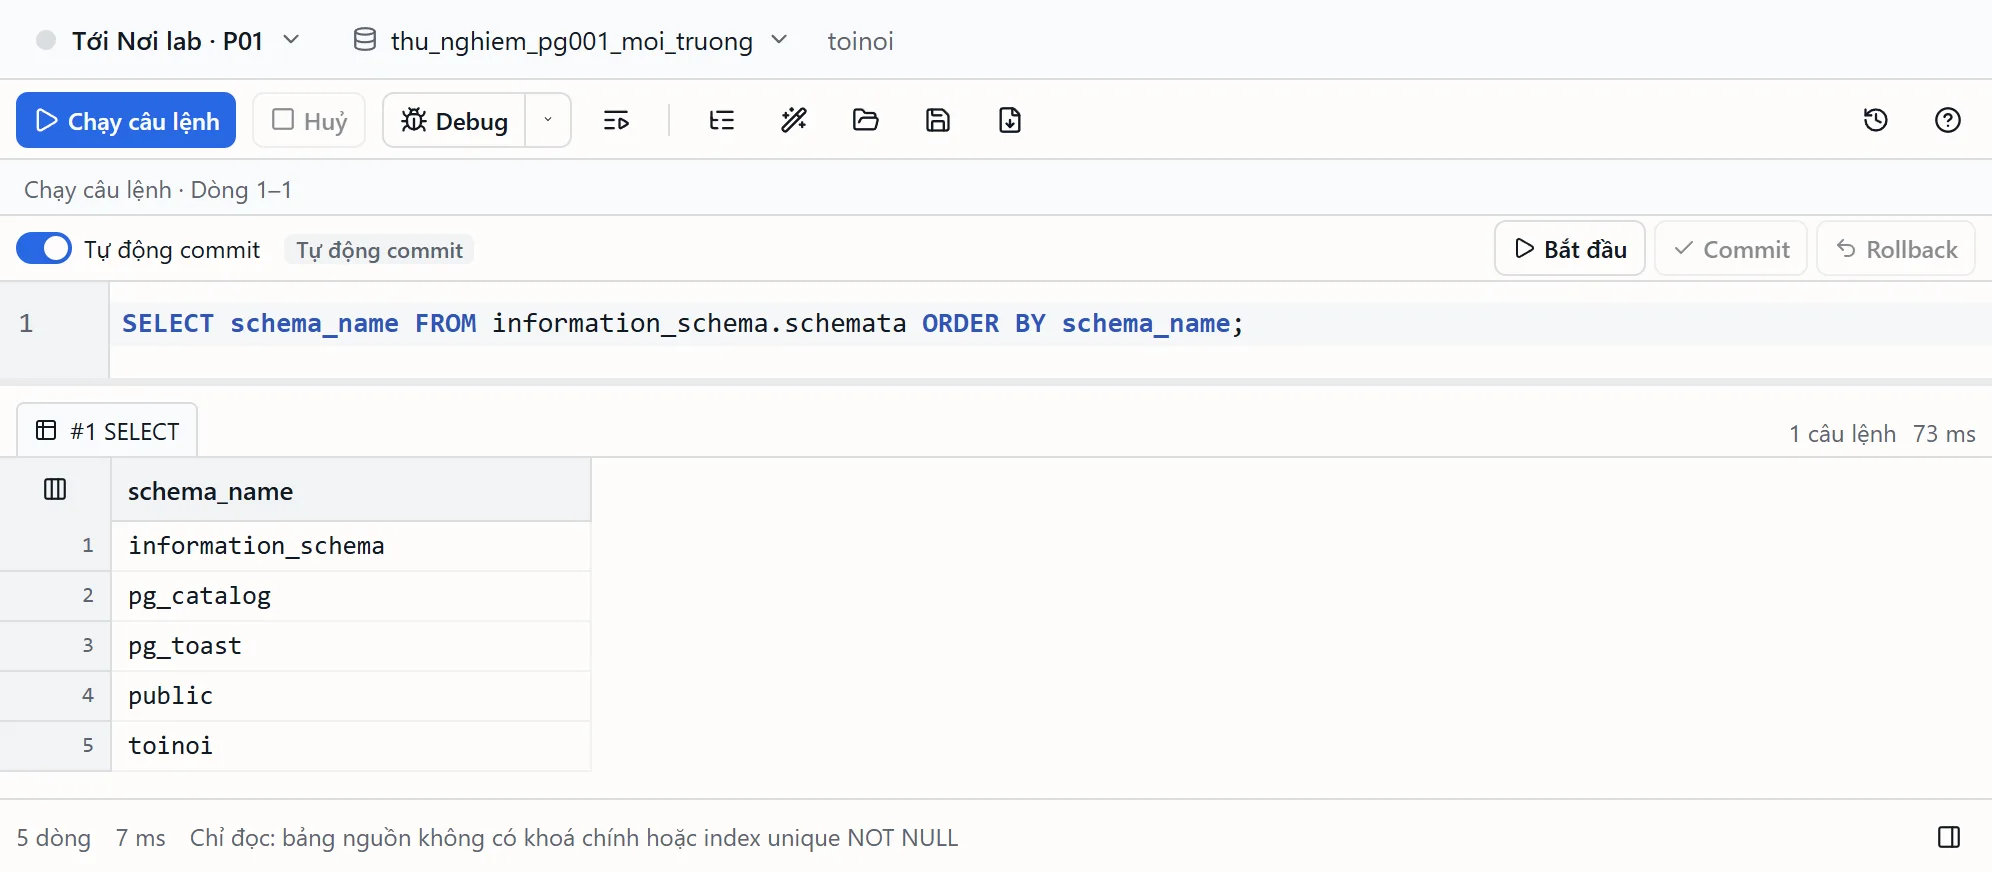 Tới Nơi lab · P01 thu_nghiem_pg001_moi_truong toinoi
Chạy câu lệnh Huỷ Debug
Chạy câu lệnh · Dòng 1–1
Tự động commit Tự động commit Bắt đầu Commit Rollback
1 SELECT schema_name FROM information_schema.schemata ORDER BY schema_name;
#1 SELECT 1 câu lệnh 73 ms
schema_name
1 information_schema
2 pg_catalog
3 pg_toast
4 public
5 toinoi
5 dòng 7 ms Chỉ đọc: bảng nguồn không có khoá chính hoặc index unique NOT NULL